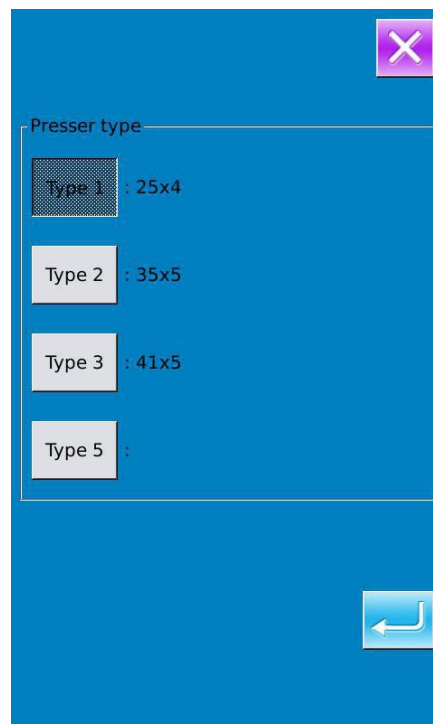 Presser type
Type 1 : 25x4
Type 2 : 35x5
Type 3 : 41x5
Type 5 :